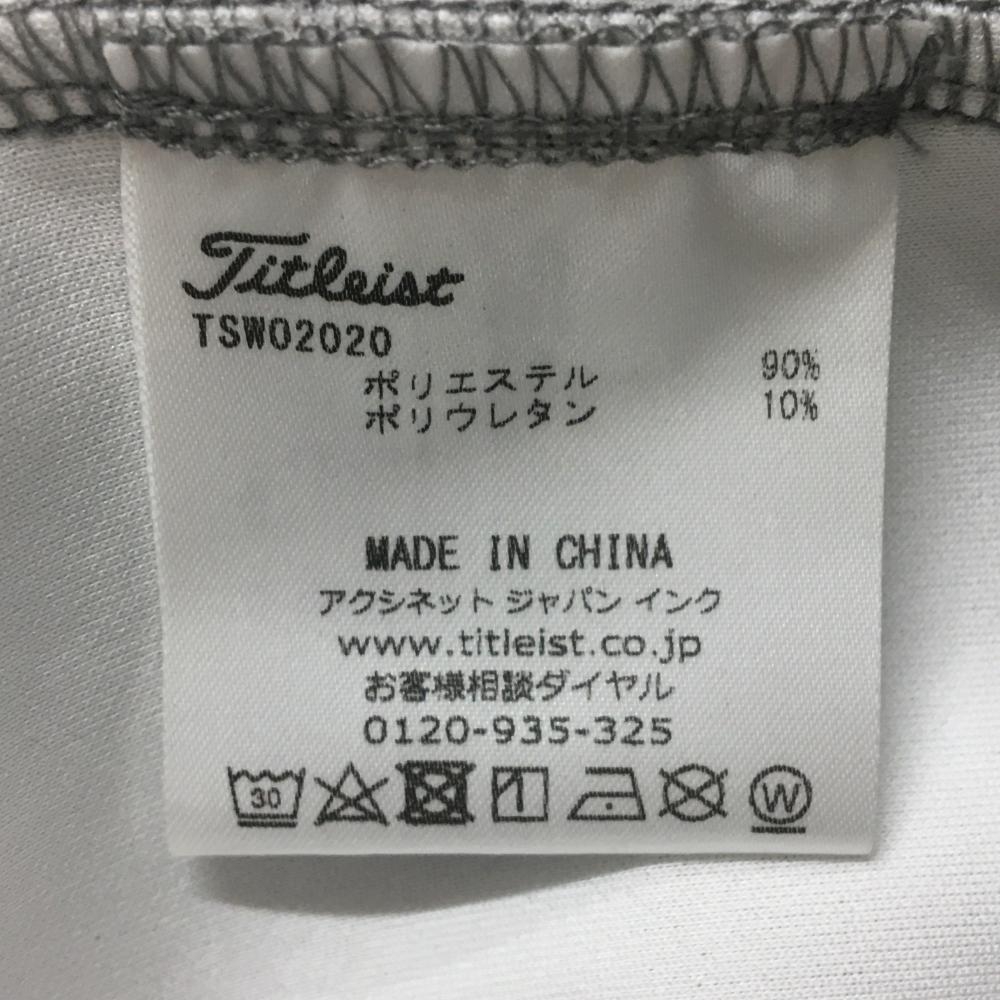 Titleist
TSW02020
ポリエステル 90%
ポリウレタン 10%
MADE IN CHINA
アクシネット ジャパン インク
www.titleist.co.jp
お客様相談ダイヤル
0120-935-325
30 W